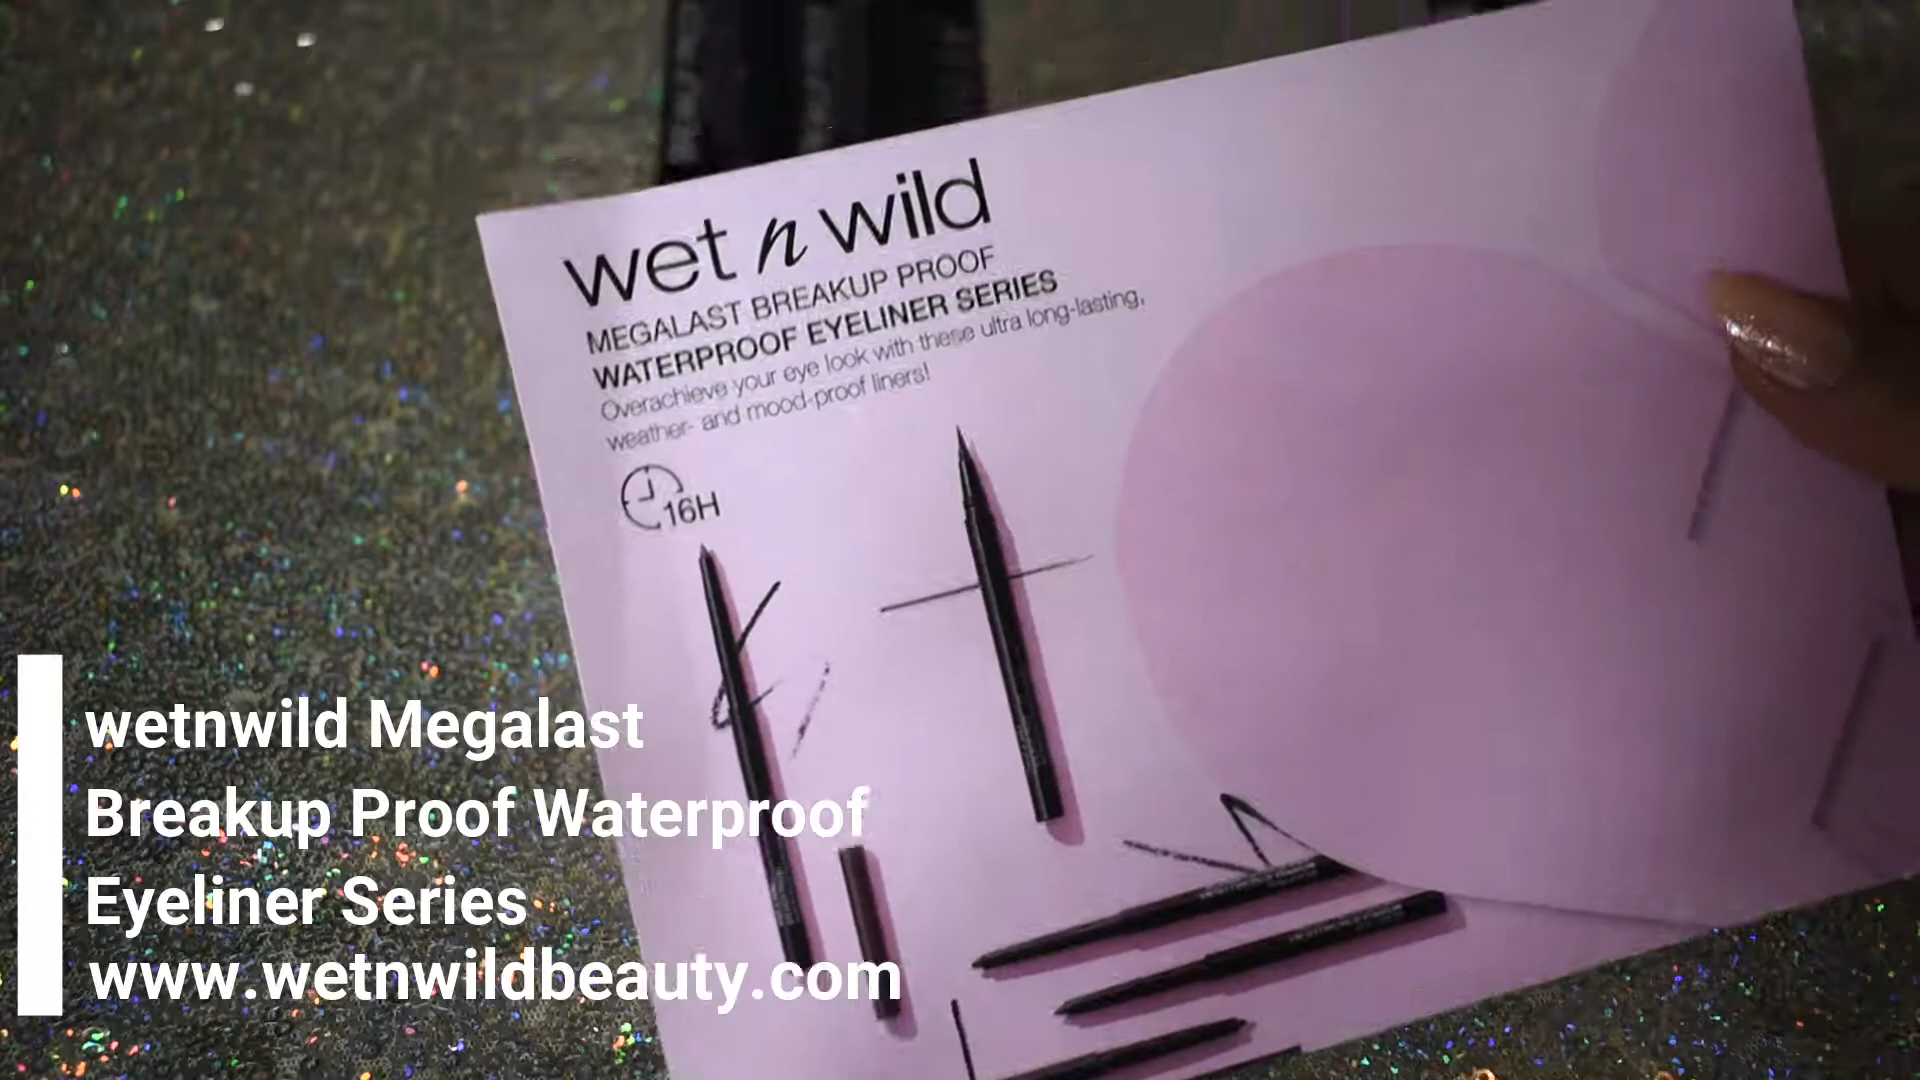 wet n wild
MEGALAST BREAKUP PROOF
WATERPROOF EYELINER SERIES
Overachieve your eye look with these ultra long-lasting,
weather- and mood-proof liners!
16H
wetnwild Megalast
Breakup Proof Waterproof
Eyeliner Series
www.wetnwildbeauty.com